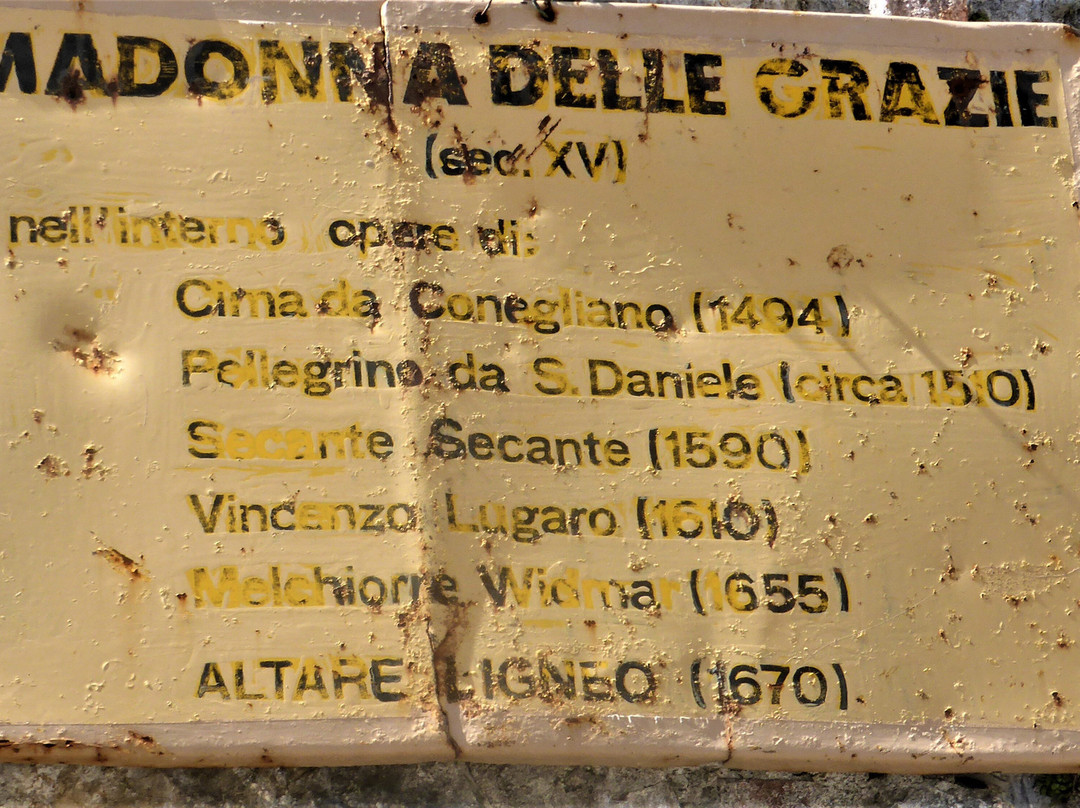 MADONNA DELLE GRAZIE
(sec. XV)
nell'interno opere di:
Cima da Conegliano (1494)
Pellegrino da S. Daniele (circa 1510)
Secante Secante (1590)
Vincenzo Lugaro (1610)
Melchiorre Widmar (1655)
ALTARE LIGNEO (1670)